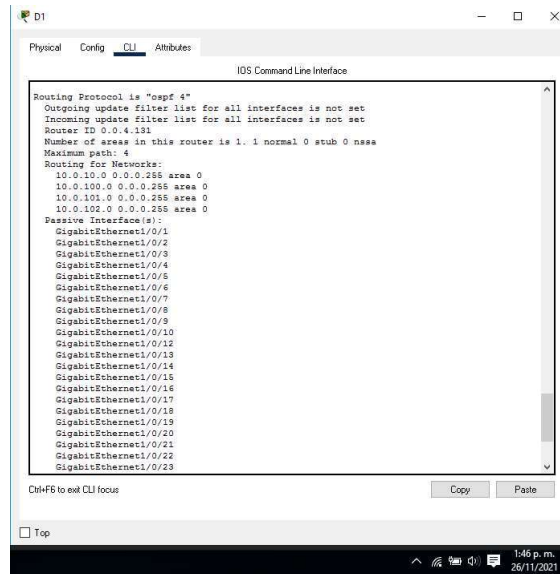 D1
Physical Config CLI Attributes
IOS Command Line Interface
Routing Protocol is "ospf 4"
Outgoing update filter list for all interfaces is not set
Incoming update filter list for all interfaces is not set
Router ID 0.0.4.131
Number of areas in this router is 1. 1 normal 0 stub 0 nssa
Maximum path: 4
Routing for Networks:
10.0.10.0 0.0.0.255 area 0
10.0.100.0 0.0.0.255 area 0
10.0.101.0 0.0.0.255 area 0
10.0.102.0 0.0.0.255 area 0
Passive Interface(s):
GigabitEthernet1/0/1
GigabitEthernet1/0/2
GigabitEthernet1/0/3
GigabitEthernet1/0/4
GigabitEthernet1/0/5
GigabitEthernet1/0/6
GigabitEthernet1/0/7
GigabitEthernet1/0/8
GigabitEthernet1/0/9
GigabitEthernet1/0/10
GigabitEthernet1/0/12
GigabitEthernet1/0/13
GigabitEthernet1/0/14
GigabitEthernet1/0/15
GigabitEthernet1/0/16
GigabitEthernet1/0/17
GigabitEthernet1/0/18
GigabitEthernet1/0/19
GigabitEthernet1/0/20
GigabitEthernet1/0/21
GigabitEthernet1/0/22
GigabitEthernet1/0/23
Ctrl+F6 to exit CLI focus
Copy Paste
Top
1:46 p. m.
26/11/2021